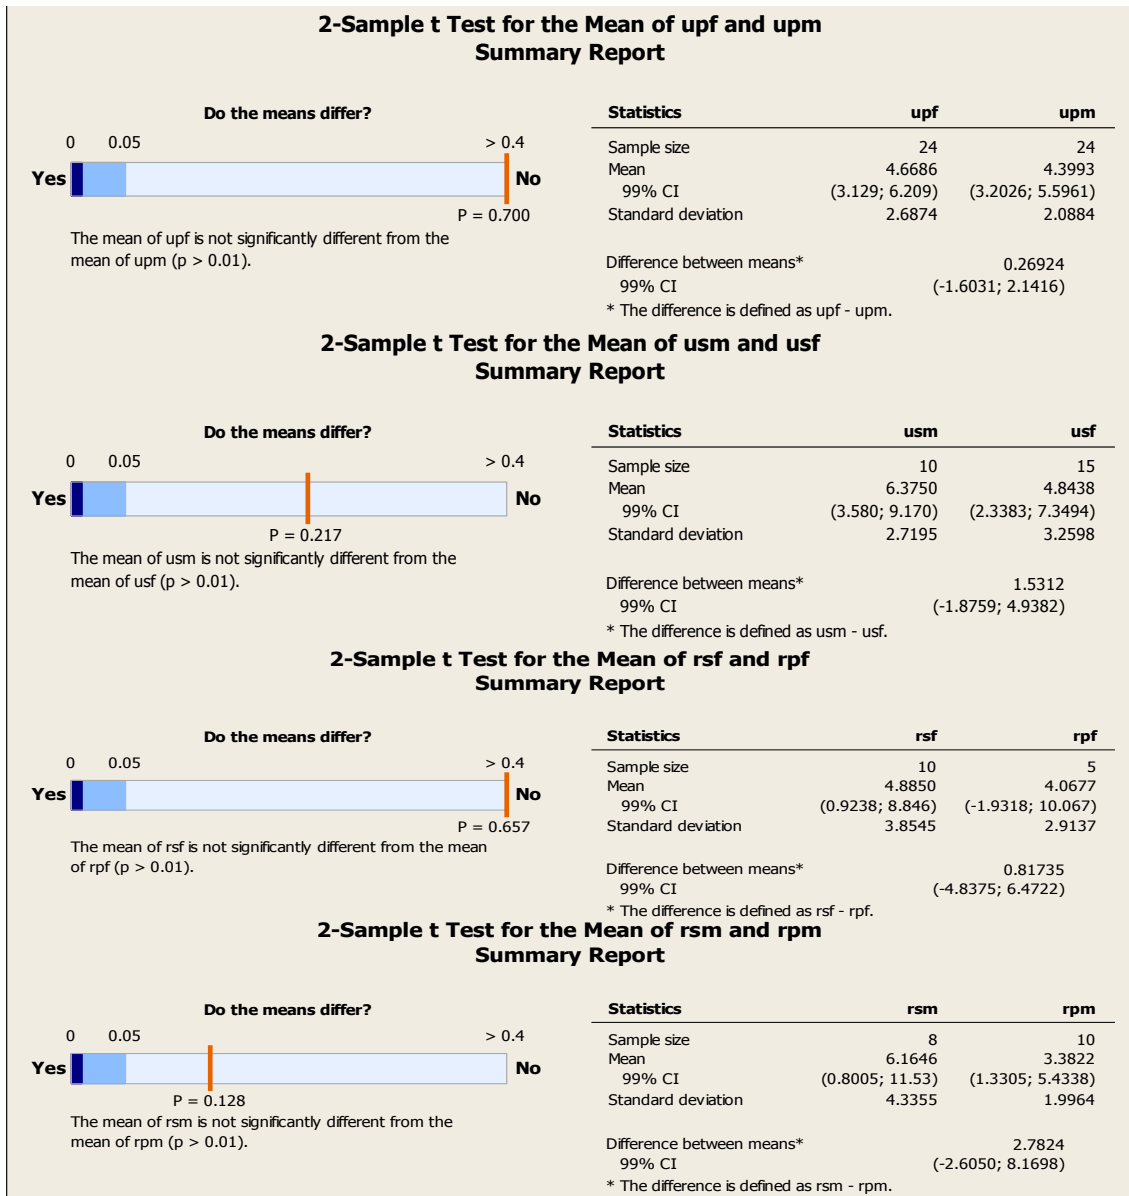 2-Sample t Test for the Mean of upf and upm
Summary Report
Do the means differ?
0 0.05 > 0.4
Yes No
P = 0.700
The mean of upf is not significantly different from the
mean of upm (p > 0.01).
Statistics upf upm
Sample size 24 24
Mean 4.6686 4.3993
99% CI (3.129; 6.209) (3.2026; 5.5961)
Standard deviation 2.6874 2.0884
Difference between means* 0.26924
99% CI (-1.6031; 2.1416)
* The difference is defined as upf - upm.
2-Sample t Test for the Mean of usm and usf
Summary Report
Do the means differ?
0 0.05 > 0.4
Yes No
P = 0.217
The mean of usm is not significantly different from the
mean of usf (p > 0.01).
Statistics usm usf
Sample size 10 15
Mean 6.3750 4.8438
99% CI (3.580; 9.170) (2.3383; 7.3494)
Standard deviation 2.7195 3.2598
Difference between means* 1.5312
99% CI (-1.8759; 4.9382)
* The difference is defined as usm - usf.
2-Sample t Test for the Mean of rsf and rpf
Summary Report
Do the means differ?
0 0.05 > 0.4
Yes No
P = 0.657
The mean of rsf is not significantly different from the mean
of rpf (p > 0.01).
Statistics rsf rpf
Sample size 10 5
Mean 4.8850 4.0677
99% CI (0.9238; 8.846) (-1.9318; 10.067)
Standard deviation 3.8545 2.9137
Difference between means* 0.81735
99% CI (-4.8375; 6.4722)
* The difference is defined as rsf - rpf.
2-Sample t Test for the Mean of rsm and rpm
Summary Report
Do the means differ?
0 0.05 > 0.4
Yes No
P = 0.128
The mean of rsm is not significantly different from the
mean of rpm (p > 0.01).
Statistics rsm rpm
Sample size 8 10
Mean 6.1646 3.3822
99% CI (0.8005; 11.53) (1.3305; 5.4338)
Standard deviation 4.3355 1.9964
Difference between means* 2.7824
99% CI (-2.6050; 8.1698)
* The difference is defined as rsm - rpm.